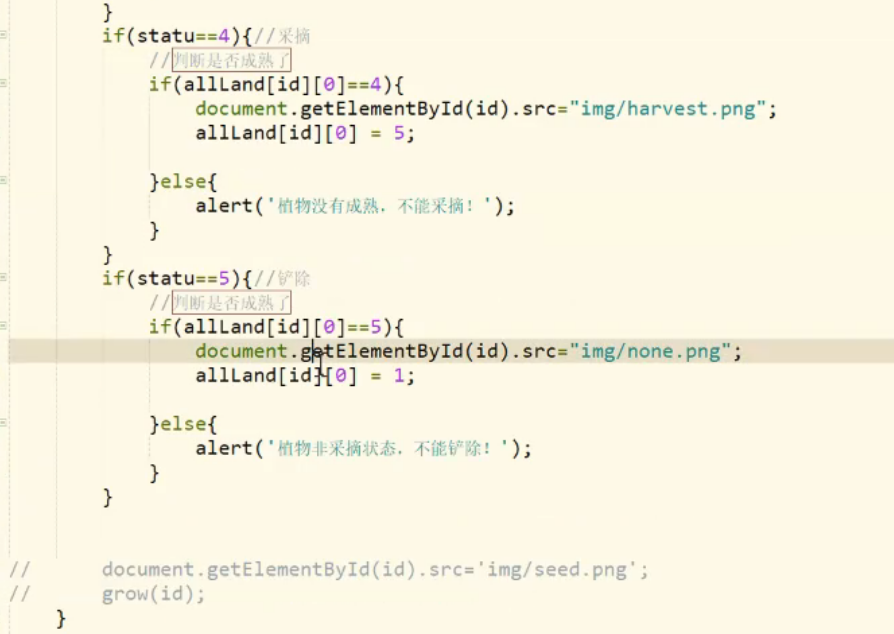 }
if(statu==4){//采摘
//判断是否成熟了
if(allLand[id][0]==4){
document.getElementById(id).src="img/harvest.png";
allLand[id][0] = 5;
}else{
alert('植物没有成熟，不能采摘！');
}
}
if(statu==5){//铲除
//判断是否成熟了
if(allLand[id][0]==5){
document.getElementById(id).src="img/none.png";
allLand[id][0] = 1;
}else{
alert('植物非采摘状态，不能铲除！');
}
}
// document.getElementById(id).src='img/seed.png';
// grow(id);
}